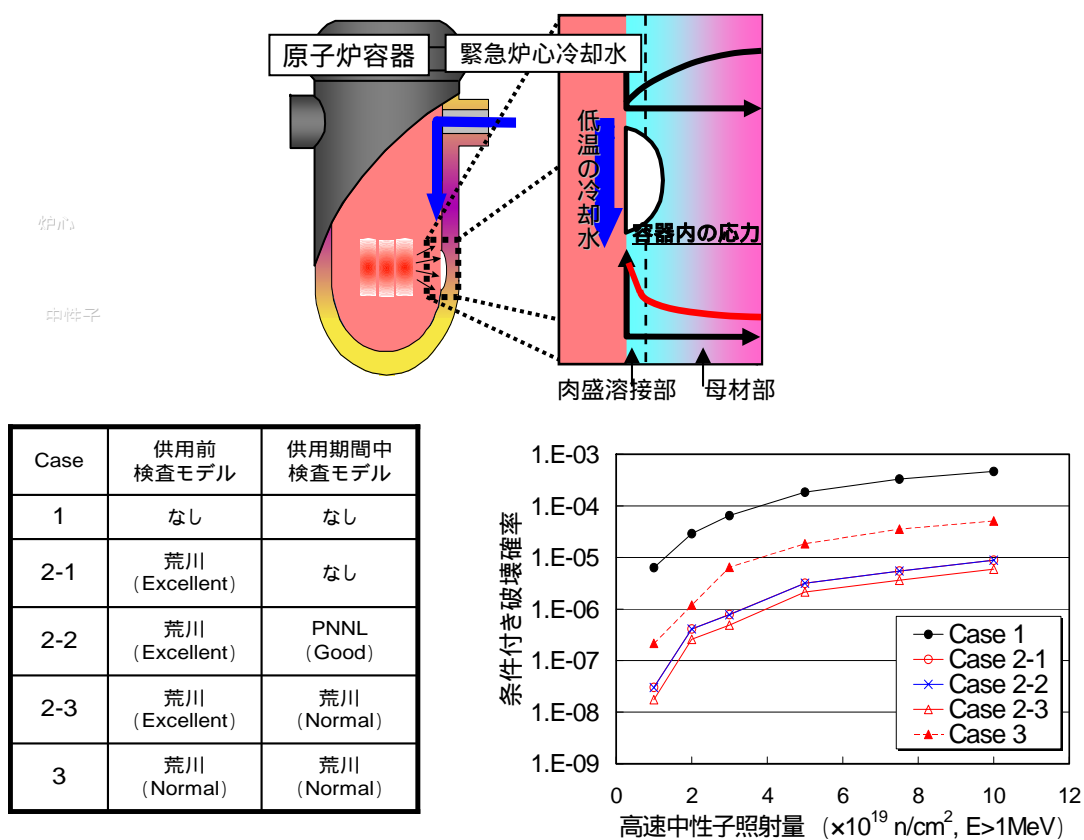 原子炉容器
緊急炉心冷却水
炉心
中性子
低温の冷却水
容器内の応力
肉盛溶接部
母材部
Case 供用前 供用期間中
検査モデル 検査モデル
1 なし なし
2-1 荒川 なし
(Excellent)
2-2 荒川 PNNL
(Excellent) (Good)
2-3 荒川 荒川
(Excellent) (Normal)
3 荒川 荒川
(Normal) (Normal)
条件付き破壊確率
1.E-03
1.E-04
1.E-05
1.E-06
1.E-07
1.E-08
1.E-09
Case 1
Case 2-1
Case 2-2
Case 2-3
Case 3
0 2 4 6 8 10 12
高速中性子照射量 (×10¹⁹ n/cm², E>1MeV)